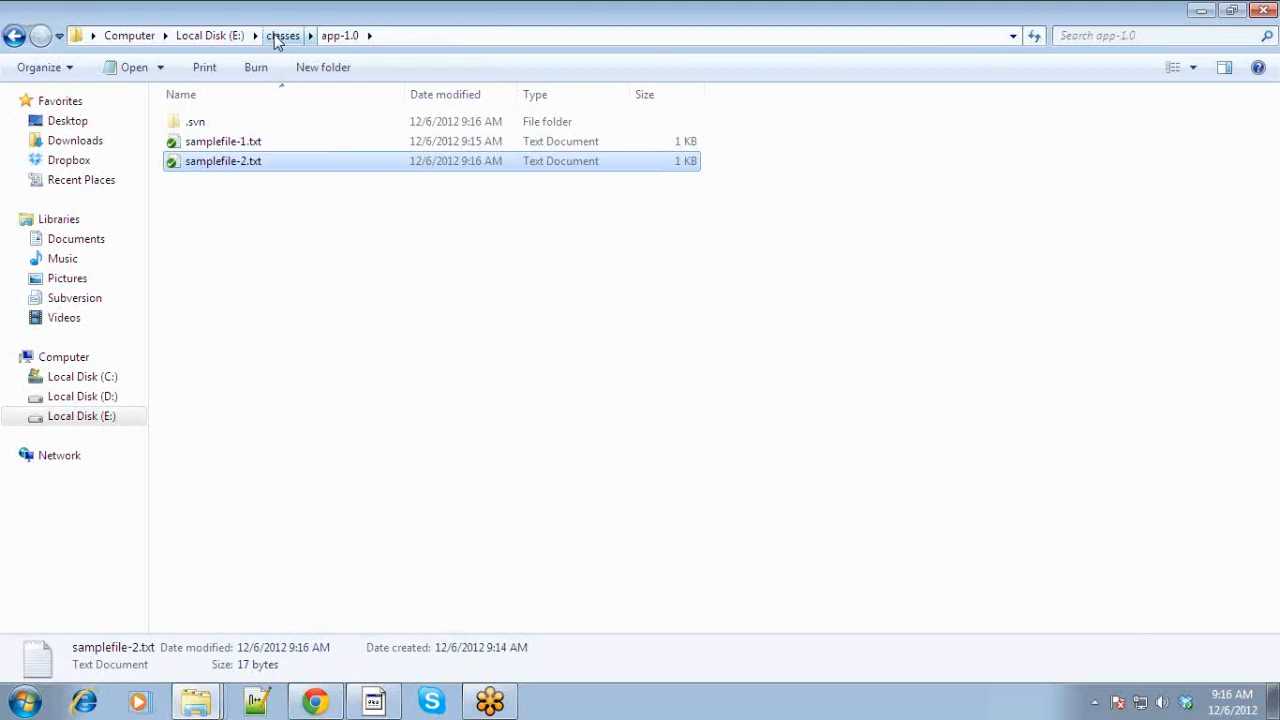 Computer Local Disk (E:) classes app-1.0 Search app-1.0
Organize Open Print Burn New folder
Name Date modified Type Size
Favorites
Desktop
Downloads
Dropbox
Recent Places
Libraries
Documents
Music
Pictures
Subversion
Videos
Computer
Local Disk (C:)
Local Disk (D:)
Local Disk (E:)
Network
.svn 12/6/2012 9:16 AM File folder
samplefile-1.txt 12/6/2012 9:15 AM Text Document 1 KB
samplefile-2.txt 12/6/2012 9:16 AM Text Document 1 KB
samplefile-2.txt Date modified: 12/6/2012 9:16 AM Date created: 12/6/2012 9:14 AM
Text Document Size: 17 bytes
9:16 AM
12/6/2012